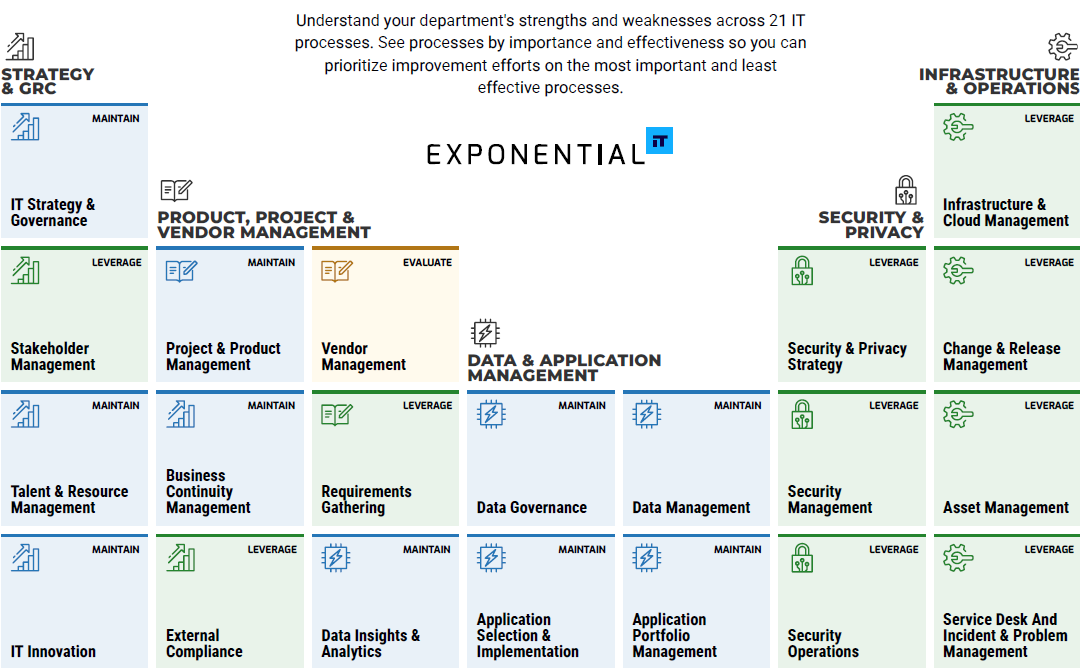 Understand your department's strengths and weaknesses across 21 IT
processes. See processes by importance and effectiveness so you can
prioritize improvement efforts on the most important and least
effective processes.
EXPONENTIAL IT
STRATEGY
& GRC
INFRASTRUCTURE
& OPERATIONS
MAINTAIN
IT Strategy &
Governance
LEVERAGE
Infrastructure &
Cloud Management
PRODUCT, PROJECT &
VENDOR MANAGEMENT
SECURITY &
PRIVACY
LEVERAGE
Stakeholder
Management
MAINTAIN
Project & Product
Management
EVALUATE
Vendor
Management
LEVERAGE
Security & Privacy
Strategy
LEVERAGE
Change & Release
Management
DATA & APPLICATION
MANAGEMENT
MAINTAIN
Talent & Resource
Management
MAINTAIN
Business
Continuity
Management
LEVERAGE
Requirements
Gathering
MAINTAIN
Data Governance
MAINTAIN
Data Management
LEVERAGE
Security
Management
LEVERAGE
Asset Management
MAINTAIN
IT Innovation
LEVERAGE
External
Compliance
MAINTAIN
Data Insights &
Analytics
MAINTAIN
Application
Selection &
Implementation
MAINTAIN
Application
Portfolio
Management
LEVERAGE
Security
Operations
LEVERAGE
Service Desk And
Incident & Problem
Management